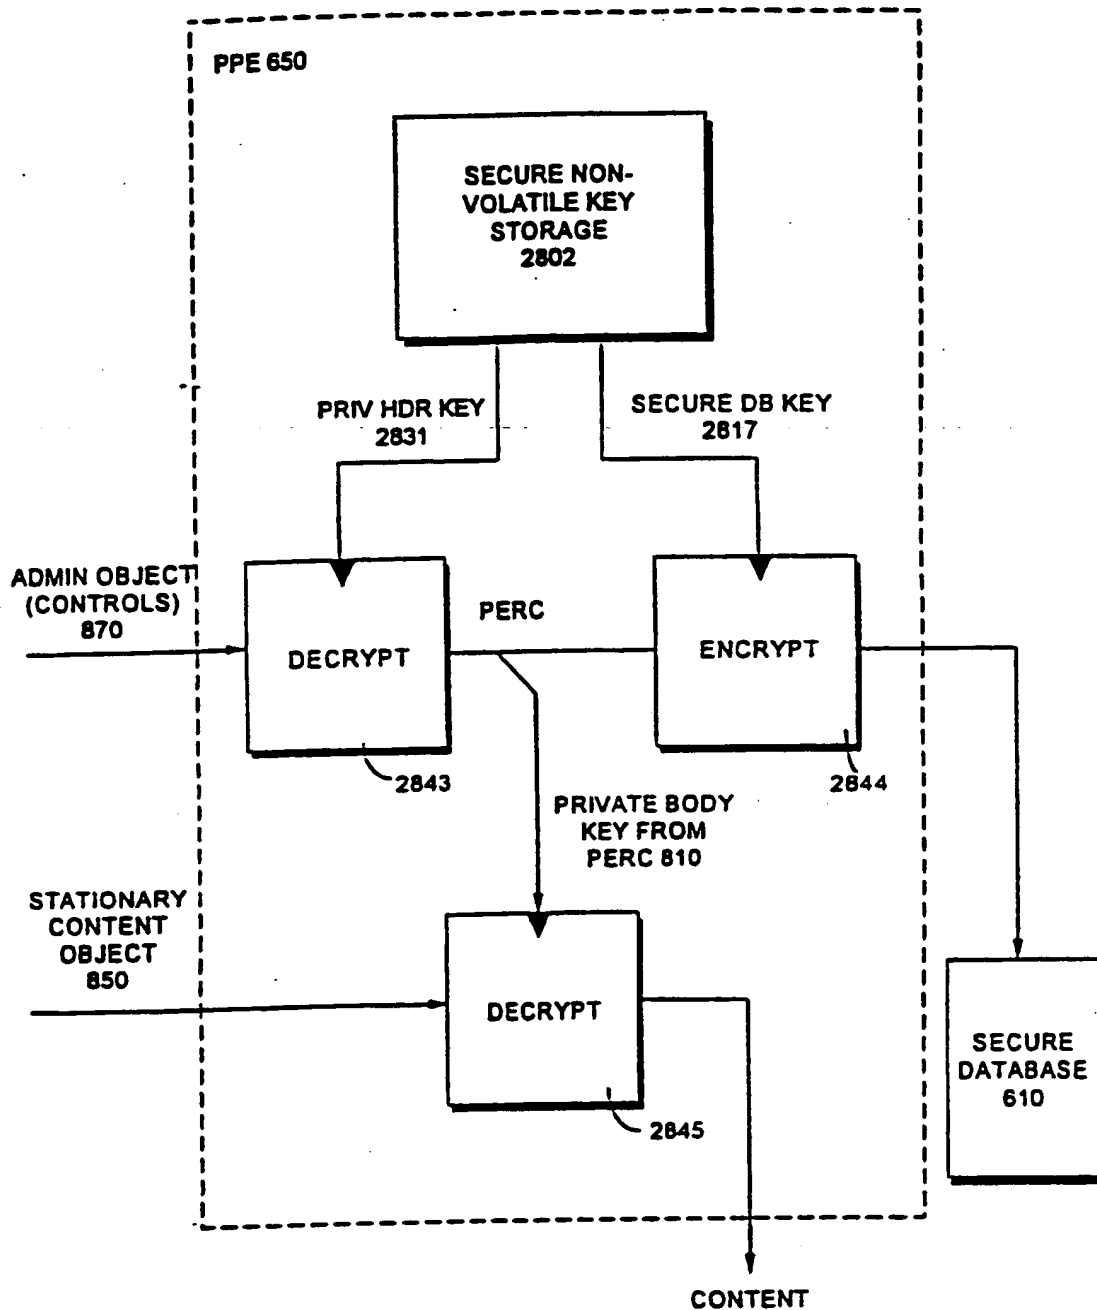 PPE 650
SECURE NON-
VOLATILE KEY
STORAGE
2802
PRIV HDR KEY
2831
SECURE DB KEY
2817
ADMIN OBJECT
(CONTROLS)
870
DECRYPT
PERC
ENCRYPT
2843
2844
PRIVATE BODY
KEY FROM
PERC 810
STATIONARY
CONTENT
OBJECT
850
DECRYPT
2845
SECURE
DATABASE
610
CONTENT